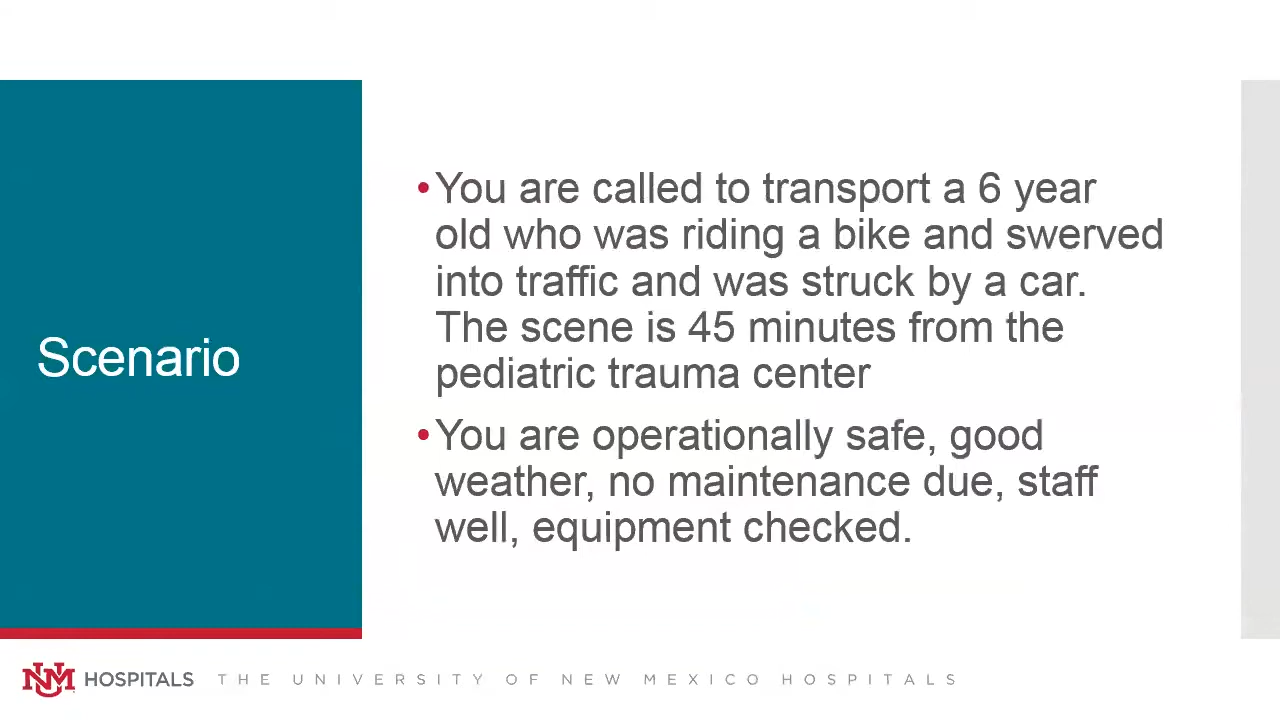 Scenario
•You are called to transport a 6 year
old who was riding a bike and swerved
into traffic and was struck by a car.
The scene is 45 minutes from the
pediatric trauma center
•You are operationally safe, good
weather, no maintenance due, staff
well, equipment checked.
UNM HOSPITALS THE UNIVERSITY OF NEW MEXICO HOSPITALS